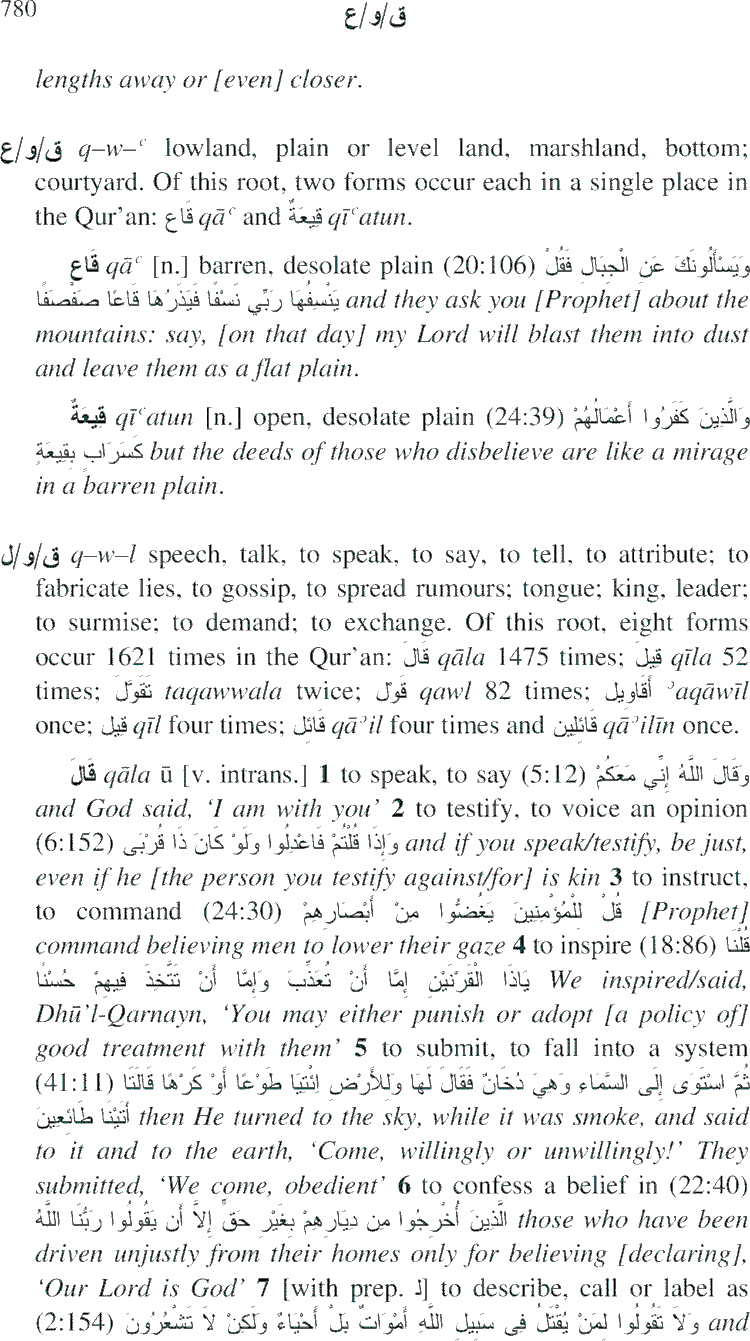 780
ق/و/ع
lengths away or [even] closer.
ق/و/ع q–w–ʿ lowland, plain or level land, marshland, bottom;
courtyard. Of this root, two forms occur each in a single place in
the Qur’an: قَاع qāʿ and قِيعَةٌ qīʿatun.
قَاع qāʿ [n.] barren, desolate plain (20:106) وَيَسْأَلُونَكَ عَنِ الْجِبَالِ فَقُلْ
يَنْسِفُهَا رَبِّي نَسْفًا فَيَذَرُهَا قَاعًا صَفْصَفًا and they ask you [Prophet] about the
mountains: say, [on that day] my Lord will blast them into dust
and leave them as a flat plain.
قِيعَةٌ qīʿatun [n.] open, desolate plain (24:39) وَالَّذِينَ كَفَرُوا أَعْمَالُهُمْ
كَسَرَابٍ بِقِيعَةٍ but the deeds of those who disbelieve are like a mirage
in a barren plain.
ق/و/ل q–w–l speech, talk, to speak, to say, to tell, to attribute; to
fabricate lies, to gossip, to spread rumours; tongue; king, leader;
to surmise; to demand; to exchange. Of this root, eight forms
occur 1621 times in the Qur’an: قَالَ qāla 1475 times; قِيلَ qīla 52
times; تَقَوَّلَ taqawwala twice; قَوْل qawl 82 times; أَقَاوِيل ʾaqāwīl
once; قِيل qīl four times; قَائِل qāʾil four times and قَائِلِين qāʾilīn once.
قَالَ qāla ū [v. intrans.] 1 to speak, to say (5:12) وَقَالَ اللَّهُ إِنِّي مَعَكُمْ
and God said, ‘I am with you’ 2 to testify, to voice an opinion
(6:152) وَإِذَا قُلْتُمْ فَاعْدِلُوا وَلَوْ كَانَ ذَا قُرْبَى and if you speak/testify, be just,
even if he [the person you testify against/for] is kin 3 to instruct,
to command (24:30) قُلْ لِلْمُؤْمِنِينَ يَغُضُّوا مِنْ أَبْصَارِهِمْ [Prophet]
command believing men to lower their gaze 4 to inspire (18:86) قُلْنَا
يَاذَا الْقَرْنَيْنِ إِمَّا أَنْ تُعَذِّبَ وَإِمَّا أَنْ تَتَّخِذَ فِيهِمْ حُسْنًا We inspired/said,
Dhū’l-Qarnayn, ‘You may either punish or adopt [a policy of]
good treatment with them’ 5 to submit, to fall into a system
(41:11) ثُمَّ اسْتَوَى إِلَى السَّمَاءِ وَهِيَ دُخَانٌ فَقَالَ لَهَا وَلِلأَرْضِ اِئْتِيَا طَوْعًا أَوْ كَرْهًا قَالَتَا
أَتَيْنَا طَائِعِينَ then He turned to the sky, while it was smoke, and said
to it and to the earth, ‘Come, willingly or unwillingly!’ They
submitted, ‘We come, obedient’ 6 to confess a belief in (22:40)
الَّذِينَ أُخْرِجُوا مِن دِيَارِهِمْ بِغَيْرِ حَقٍّ إِلاَّ أَن يَقُولُوا رَبُّنَا اللَّهُ those who have been
driven unjustly from their homes only for believing [declaring],
‘Our Lord is God’ 7 [with prep. لِـ] to describe, call or label as
(2:154) وَلاَ تَقُولُوا لِمَنْ يُقْتَلُ فِي سَبِيلِ اللَّهِ أَمْوَاتٌ بَلْ أَحْيَاءٌ وَلَكِنْ لاَ تَشْعُرُونَ and